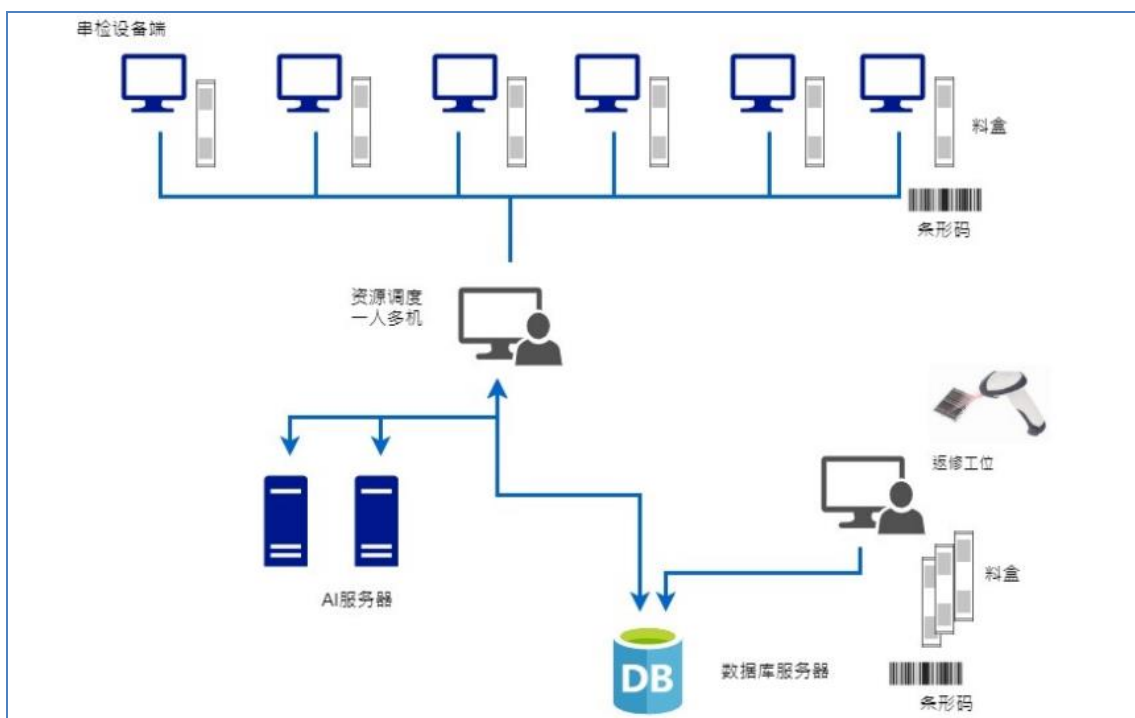 串检设备端
料盒
条形码
资源调度
一人多机
返修工位
AI服务器
料盒
DB
数据库服务器
条形码